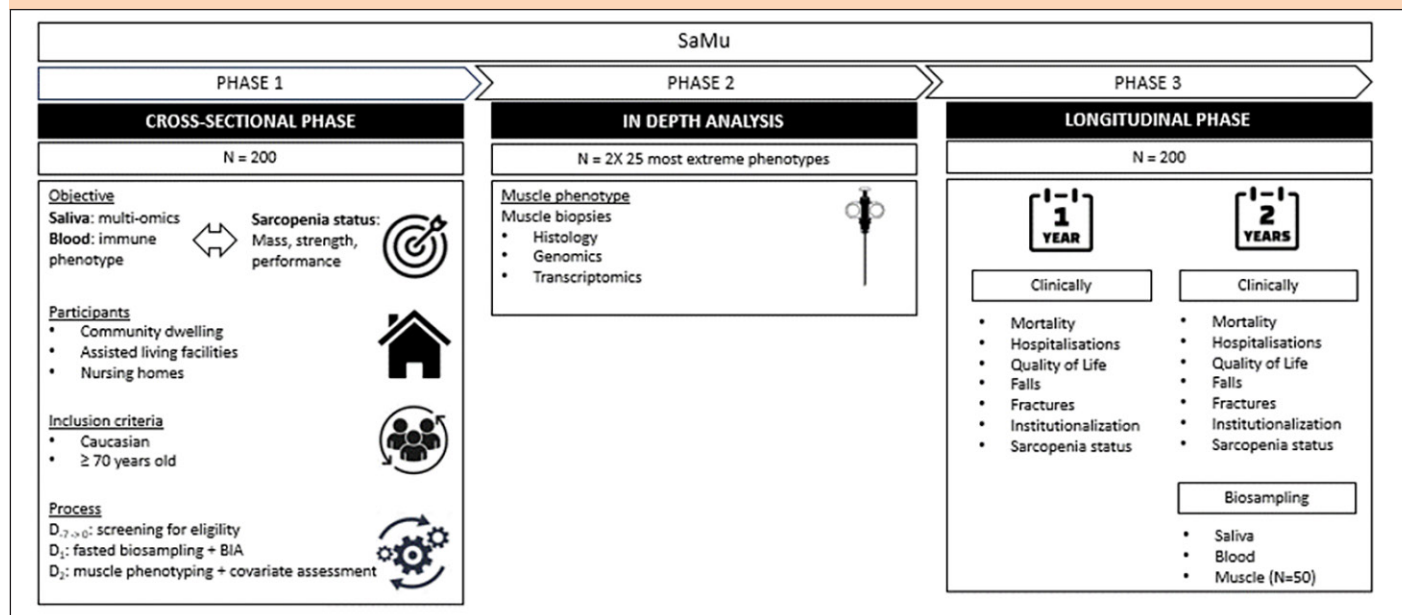 SaMu
PHASE 1
PHASE 2
PHASE 3
CROSS-SECTIONAL PHASE
N = 200
Objective
Saliva: multi-omics
Blood: immune
phenotype
Sarcopenia status:
Mass, strength,
performance
Participants
• Community dwelling
• Assisted living facilities
• Nursing homes
Inclusion criteria
• Caucasian
• ≥ 70 years old
Process
D-7->0: screening for eligility
D1: fasted biosampling + BIA
D2: muscle phenotyping + covariate assessment
IN DEPTH ANALYSIS
N = 2X 25 most extreme phenotypes
Muscle phenotype
Muscle biopsies
• Histology
• Genomics
• Transcriptomics
LONGITUDINAL PHASE
N = 200
1
YEAR
Clinically
• Mortality
• Hospitalisations
• Quality of Life
• Falls
• Fractures
• Institutionalization
• Sarcopenia status
2
YEARS
Clinically
• Mortality
• Hospitalisations
• Quality of Life
• Falls
• Fractures
• Institutionalization
• Sarcopenia status
Biosampling
• Saliva
• Blood
• Muscle (N=50)